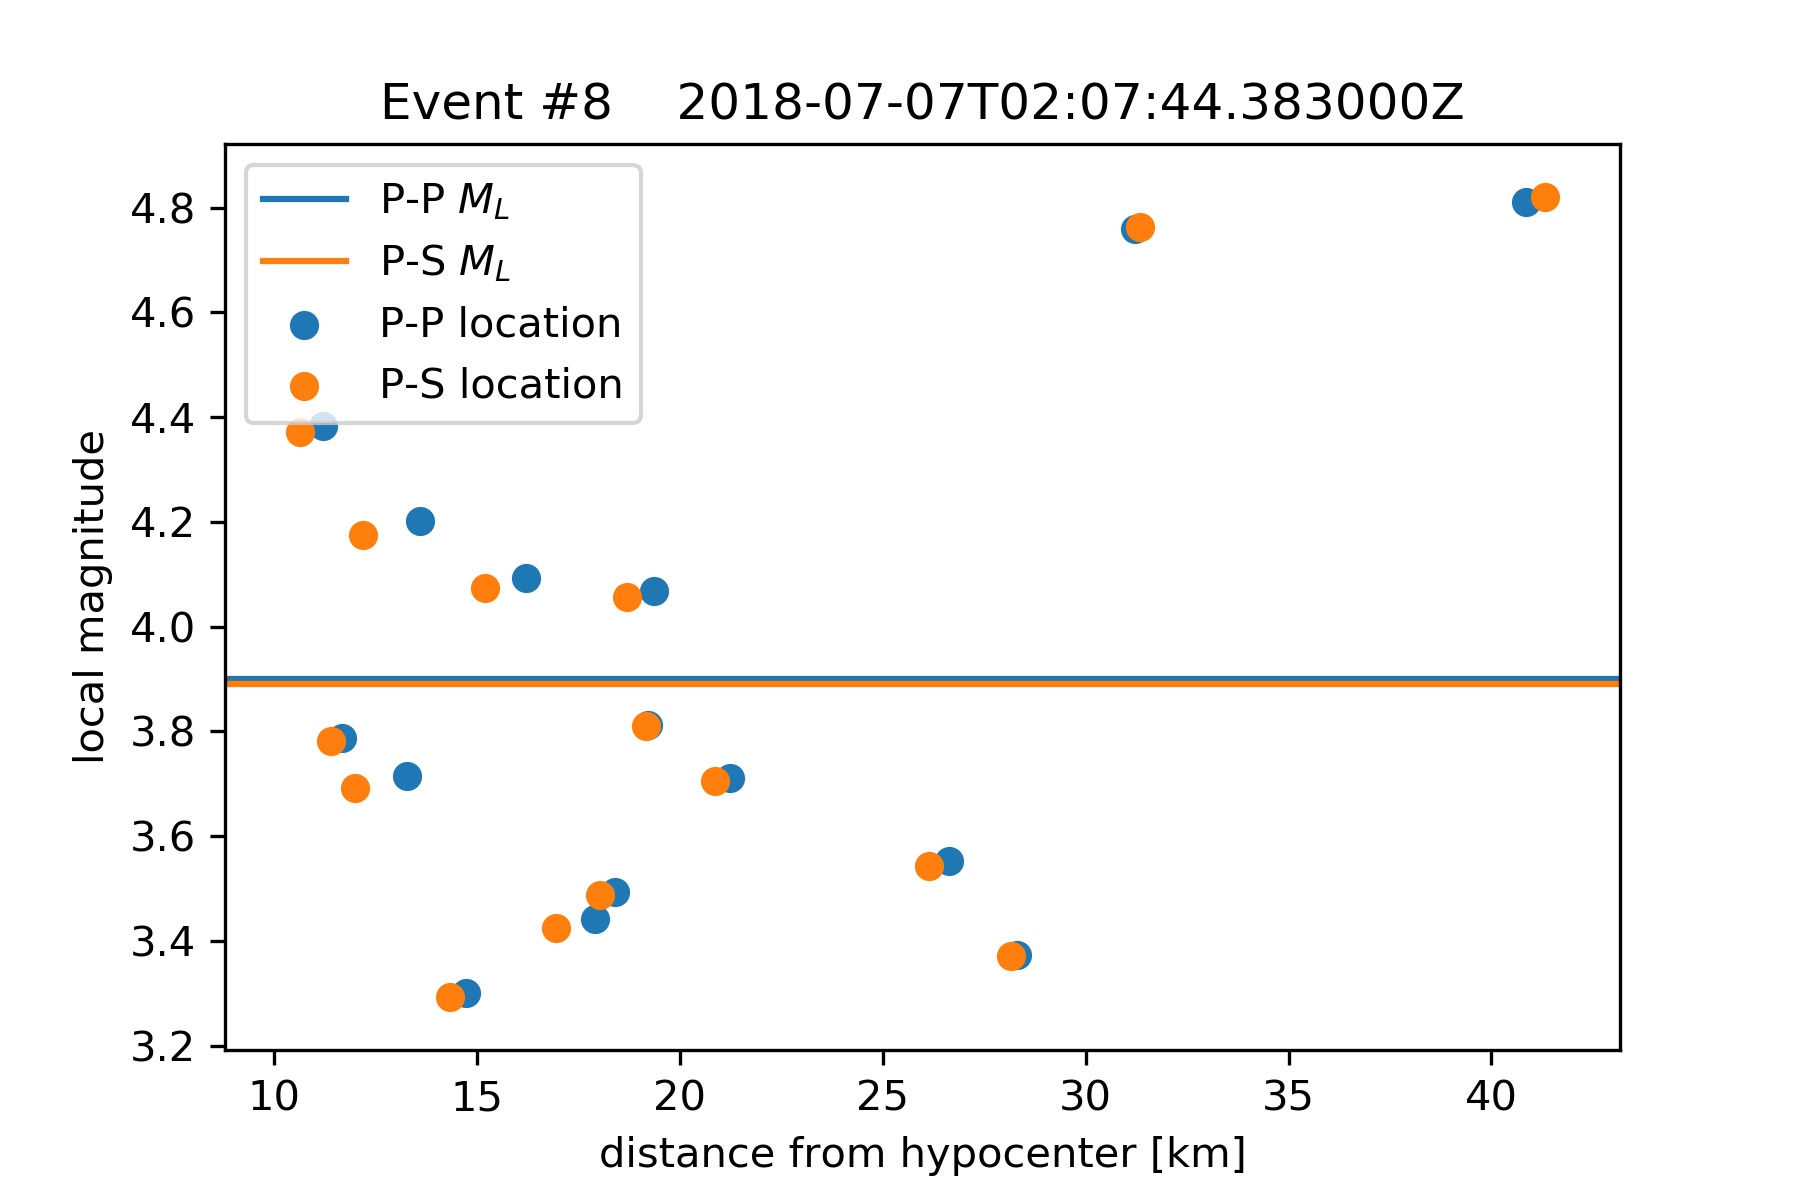 Event #8    2018-07-07T02:07:44.383000Z
P-P M_L
P-S M_L
P-P location
P-S location
local magnitude
4.8
4.6
4.4
4.2
4.0
3.8
3.6
3.4
3.2
10 15 20 25 30 35 40
distance from hypocenter [km]